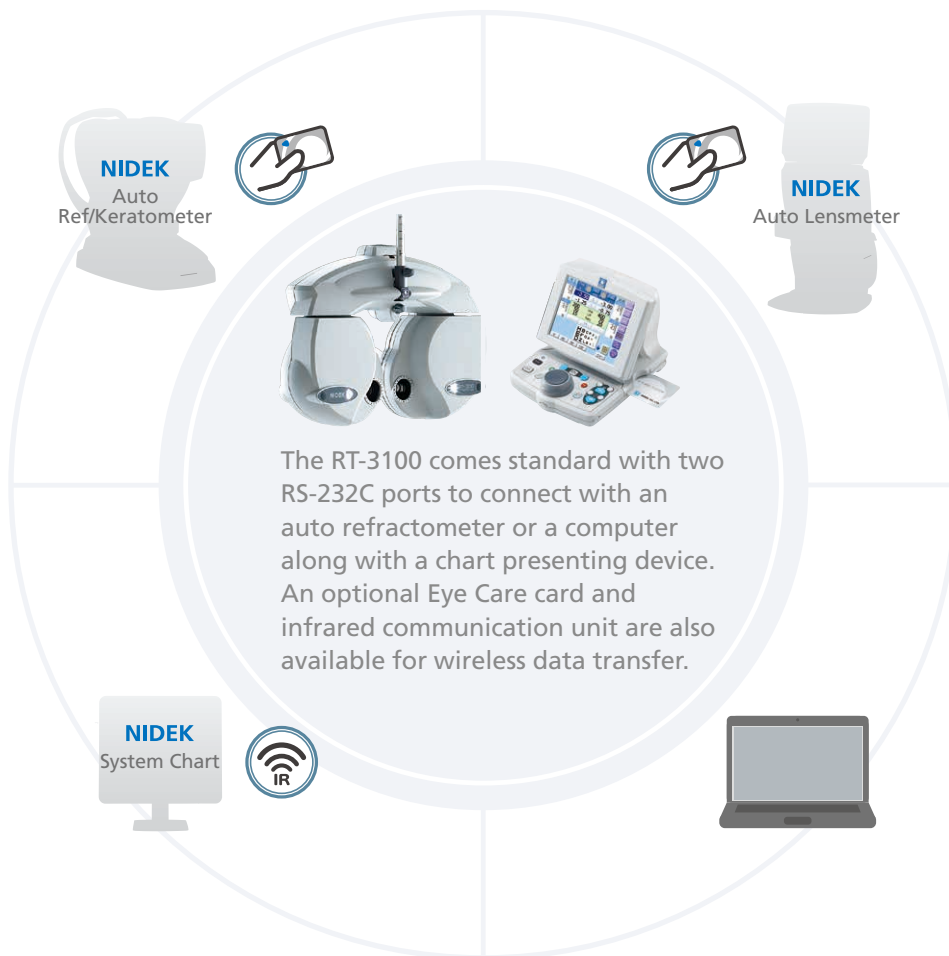 NIDEK
Auto
Ref/Keratometer
NIDEK
Auto Lensmeter
The RT-3100 comes standard with two
RS-232C ports to connect with an
auto refractometer or a computer
along with a chart presenting device.
An optional Eye Care card and
infrared communication unit are also
available for wireless data transfer.
NIDEK
System Chart
IR